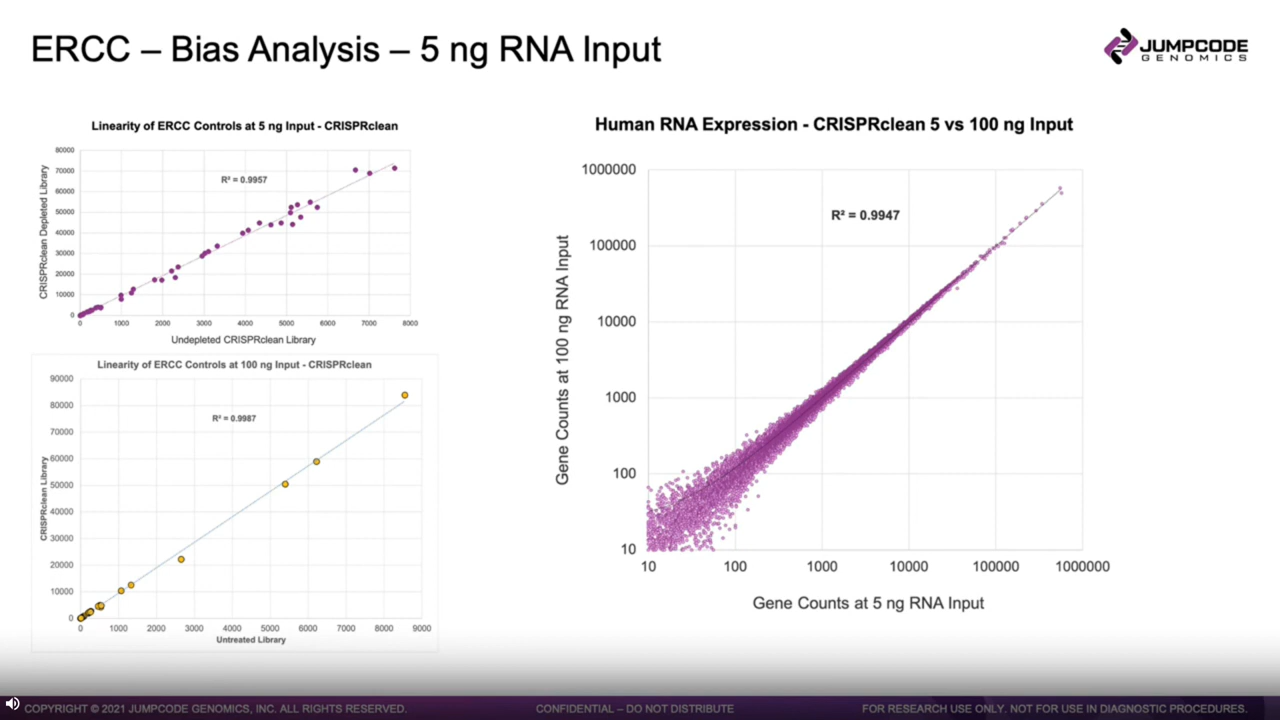 ERCC – Bias Analysis – 5 ng RNA Input
JUMPCODE
GENOMICS
Linearity of ERCC Controls at 5 ng Input - CRISPRclean
CRISPRclean Depleted Library
80000
70000
60000
50000
40000
30000
20000
10000
0
R² = 0.9957
0 1000 2000 3000 4000 5000 6000 7000 8000
Undepleted CRISPRclean Library
Linearity of ERCC Controls at 100 ng Input - CRISPRclean
CRISPRclean Library
90000
80000
70000
60000
50000
40000
30000
20000
10000
0
R² = 0.9987
0 1000 2000 3000 4000 5000 6000 7000 8000 9000
Untreated Library
Human RNA Expression - CRISPRclean 5 vs 100 ng Input
Gene Counts at 100 ng RNA Input
1000000
100000
10000
1000
100
10
R² = 0.9947
10 100 1000 10000 100000 1000000
Gene Counts at 5 ng RNA Input
COPYRIGHT © 2021 JUMPCODE GENOMICS, INC. ALL RIGHTS RESERVED.
CONFIDENTIAL – DO NOT DISTRIBUTE
FOR RESEARCH USE ONLY. NOT FOR USE IN DIAGNOSTIC PROCEDURES.